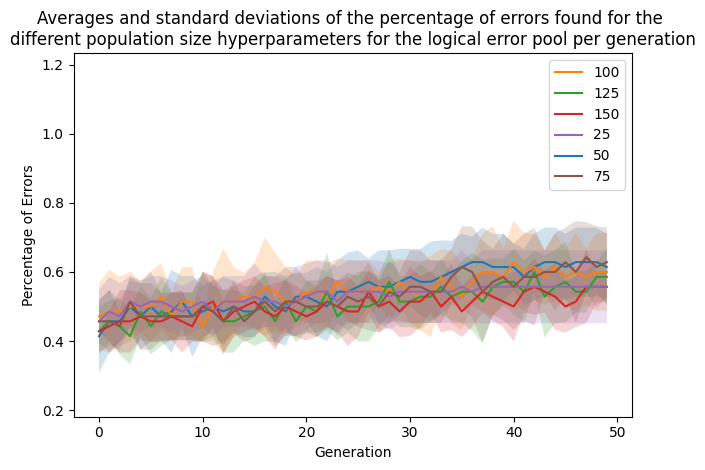 Averages and standard deviations of the percentage of errors found for the
different population size hyperparameters for the logical error pool per generation
1.2
1.0
0.8
0.6
0.4
0.2
Percentage of Errors
100
125
150
25
50
75
0 10 20 30 40 50
Generation